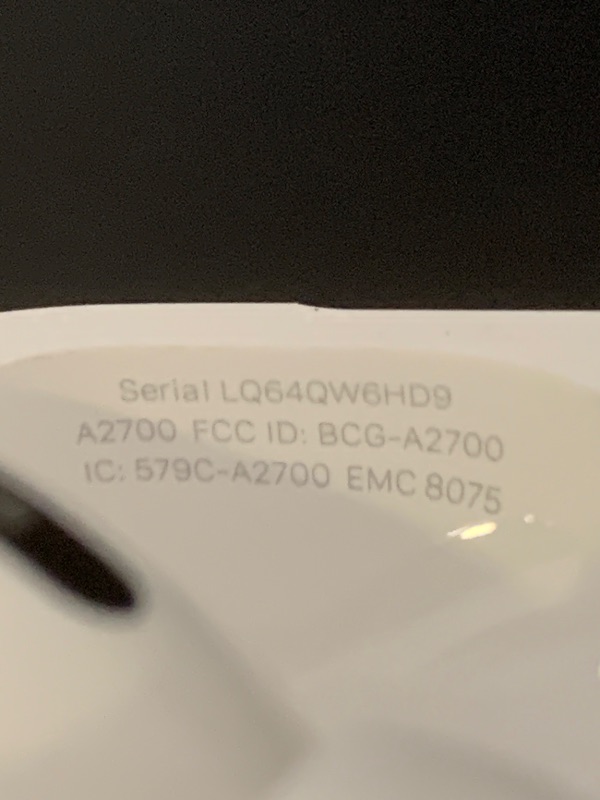 Serial LQ64QW6HD9
A2700 FCC ID: BCG-A2700
IC: 579C-A2700 EMC 8075